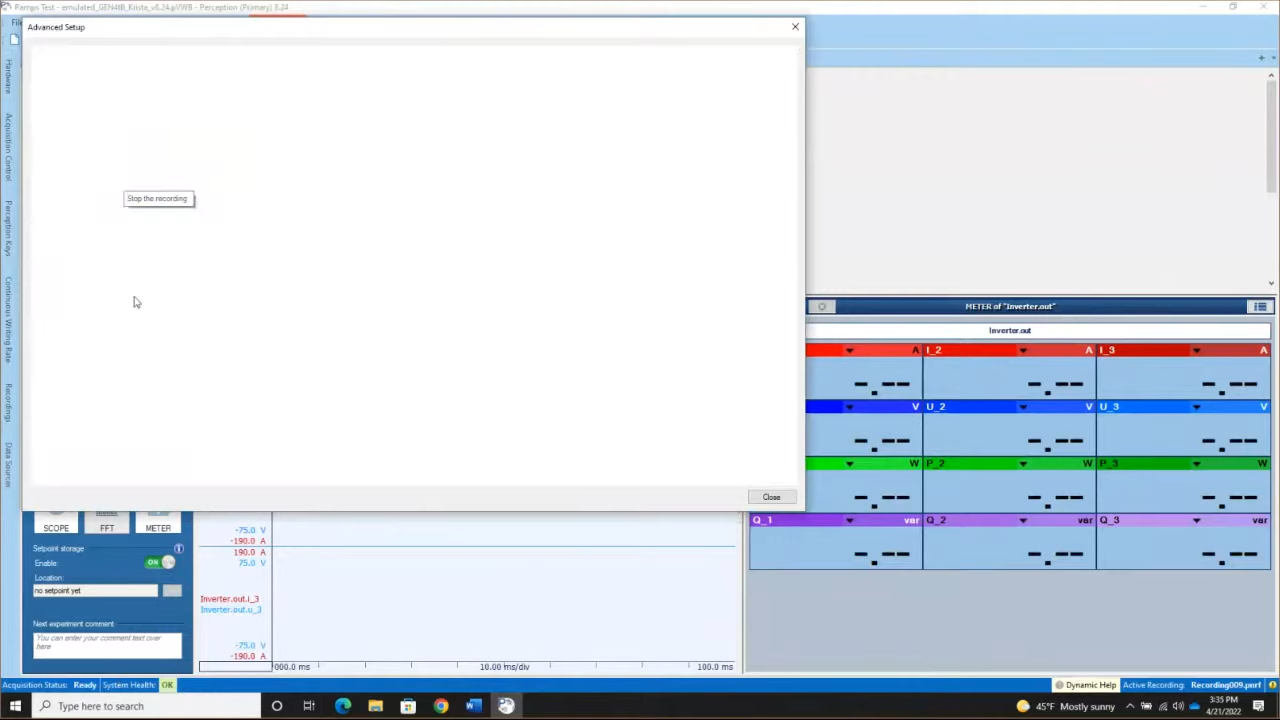 Pamps Test - emulated_GEN4tB_Krista_v8.24.pVWB - Perception (Primary) 8.24
File
Advanced Setup
Hardware
Acquisition Control
Perception Keys
Continuous Writing Rate
Recordings
Data Sources
Stop the recording
Close
METER of "Inverter.out"
Inverter.out
A I_2 A I_3 A
V U_2 V U_3 V
W P_2 W P_3 W
Q_1 var Q_2 var Q_3 var
SCOPE FFT METER
Setpoint storage
Enable: ON
Location:
no setpoint yet
Next experiment comment
You can enter your comment text over
here
-75.0 V
-190.0 A
190.0 A
75.0 V
Inverter.out.i_3
Inverter.out.u_3
-75.0 V
-190.0 A
000.0 ms 10.00 ms/div 100.0 ms
Acquisition Status: Ready System Health: OK
Dynamic Help Active Recording: Recording009.pnrf
Type here to search
45°F Mostly sunny
3:35 PM
4/21/2022